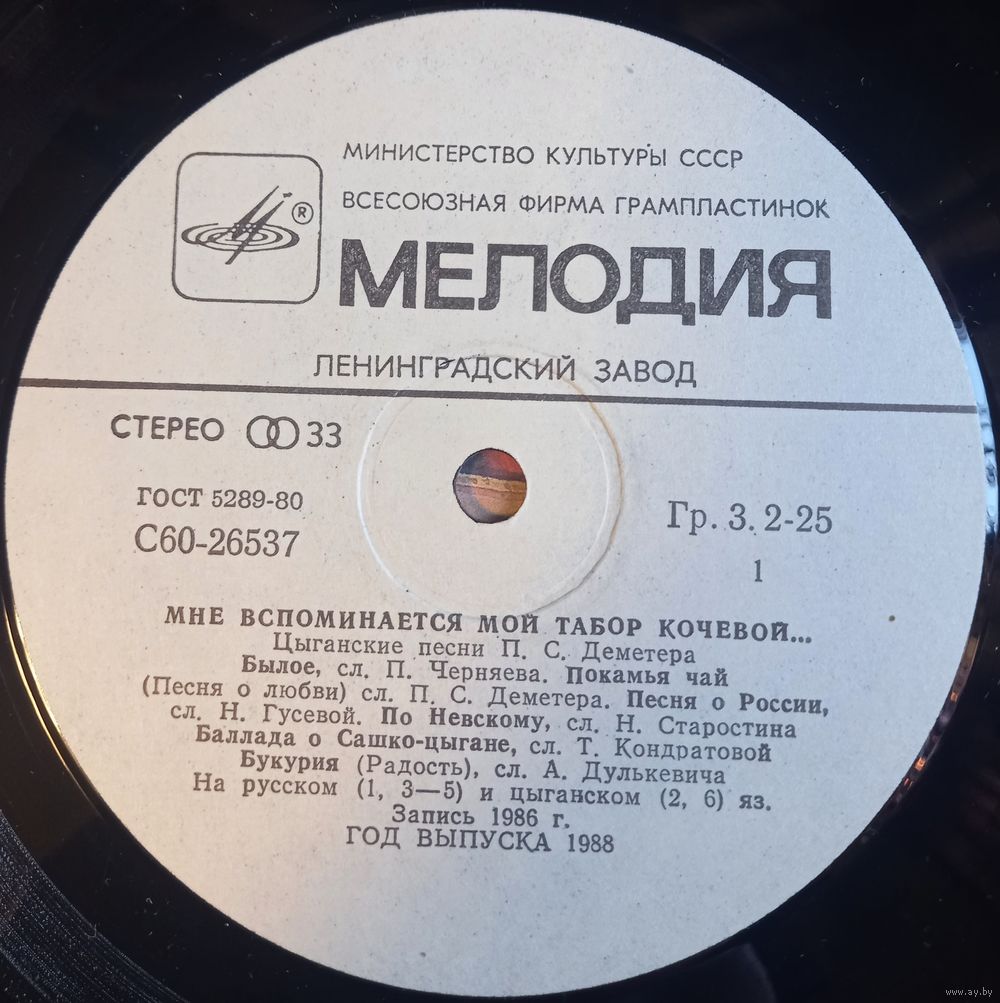 МИНИСТЕРСТВО КУЛЬТУРЫ СССР
ВСЕСОЮЗНАЯ ФИРМА ГРАМПЛАСТИНОК
®
МЕЛОДИЯ
ЛЕНИНГРАДСКИЙ ЗАВОД
СТЕРЕО 33
ГОСТ 5289-80
С60-26537
Гр. 3. 2-25
1
МНЕ ВСПОМИНАЕТСЯ МОЙ ТАБОР КОЧЕВОЙ...
Цыганские песни П. С. Деметера
Былое, сл. П. Черняева. Покамья чай
(Песня о любви) сл. П. С. Деметера. Песня о России,
сл. Н. Гусевой. По Невскому, сл. Н. Старостина
Баллада о Сашко-цыгане, сл. Т. Кондратовой
Букурия (Радость), сл. А. Дулькевича
На русском (1, 3—5) и цыганском (2, 6) яз.
Запись 1986 г.
ГОД ВЫПУСКА 1988
www.ay.by